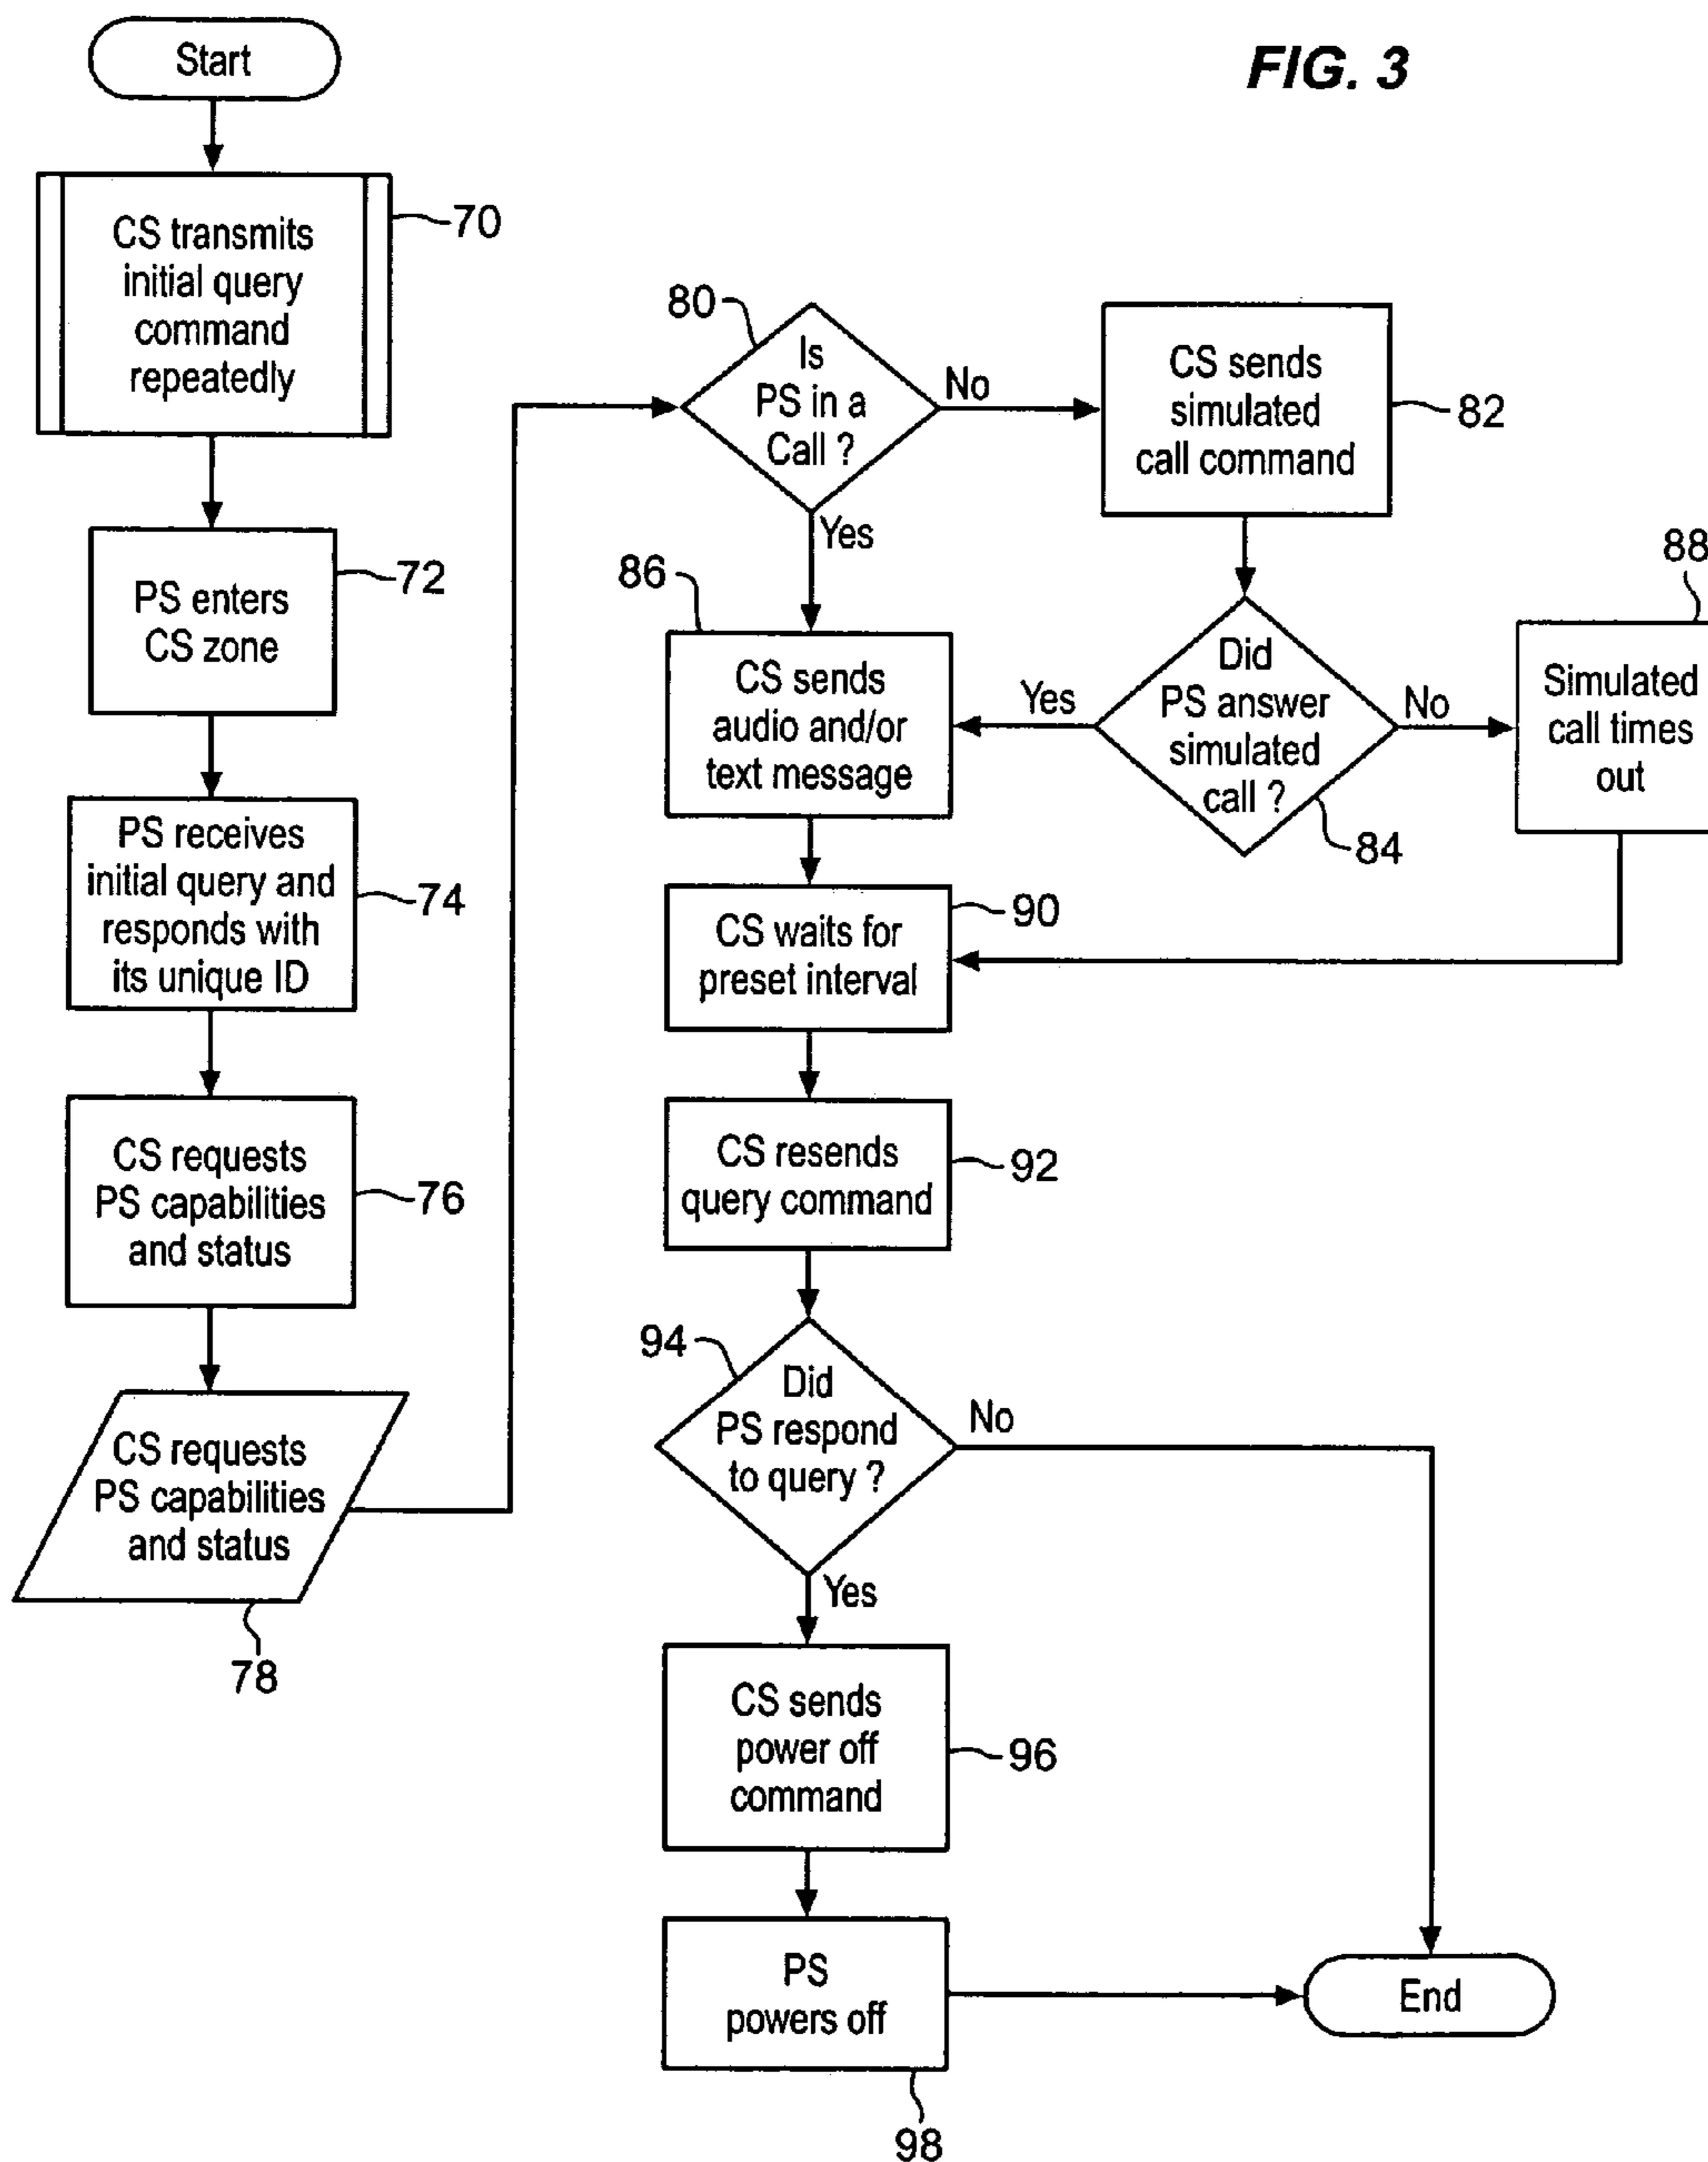 FIG. 3
Start
CS transmits
initial query
command
repeatedly
70
PS enters
CS zone
72
PS receives
initial query and
responds with
its unique ID
74
CS requests
PS capabilities
and status
76
CS requests
PS capabilities
and status
78
Is
PS in a
Call ?
80
No
Yes
CS sends
simulated
call command
82
Did
PS answer
simulated
call ?
84
Yes
No
CS sends
audio and/or
text message
86
Simulated
call times
out
88
CS waits for
preset interval
90
CS resends
query command
92
Did
PS respond
to query ?
94
No
Yes
CS sends
power off
command
96
PS
powers off
98
End